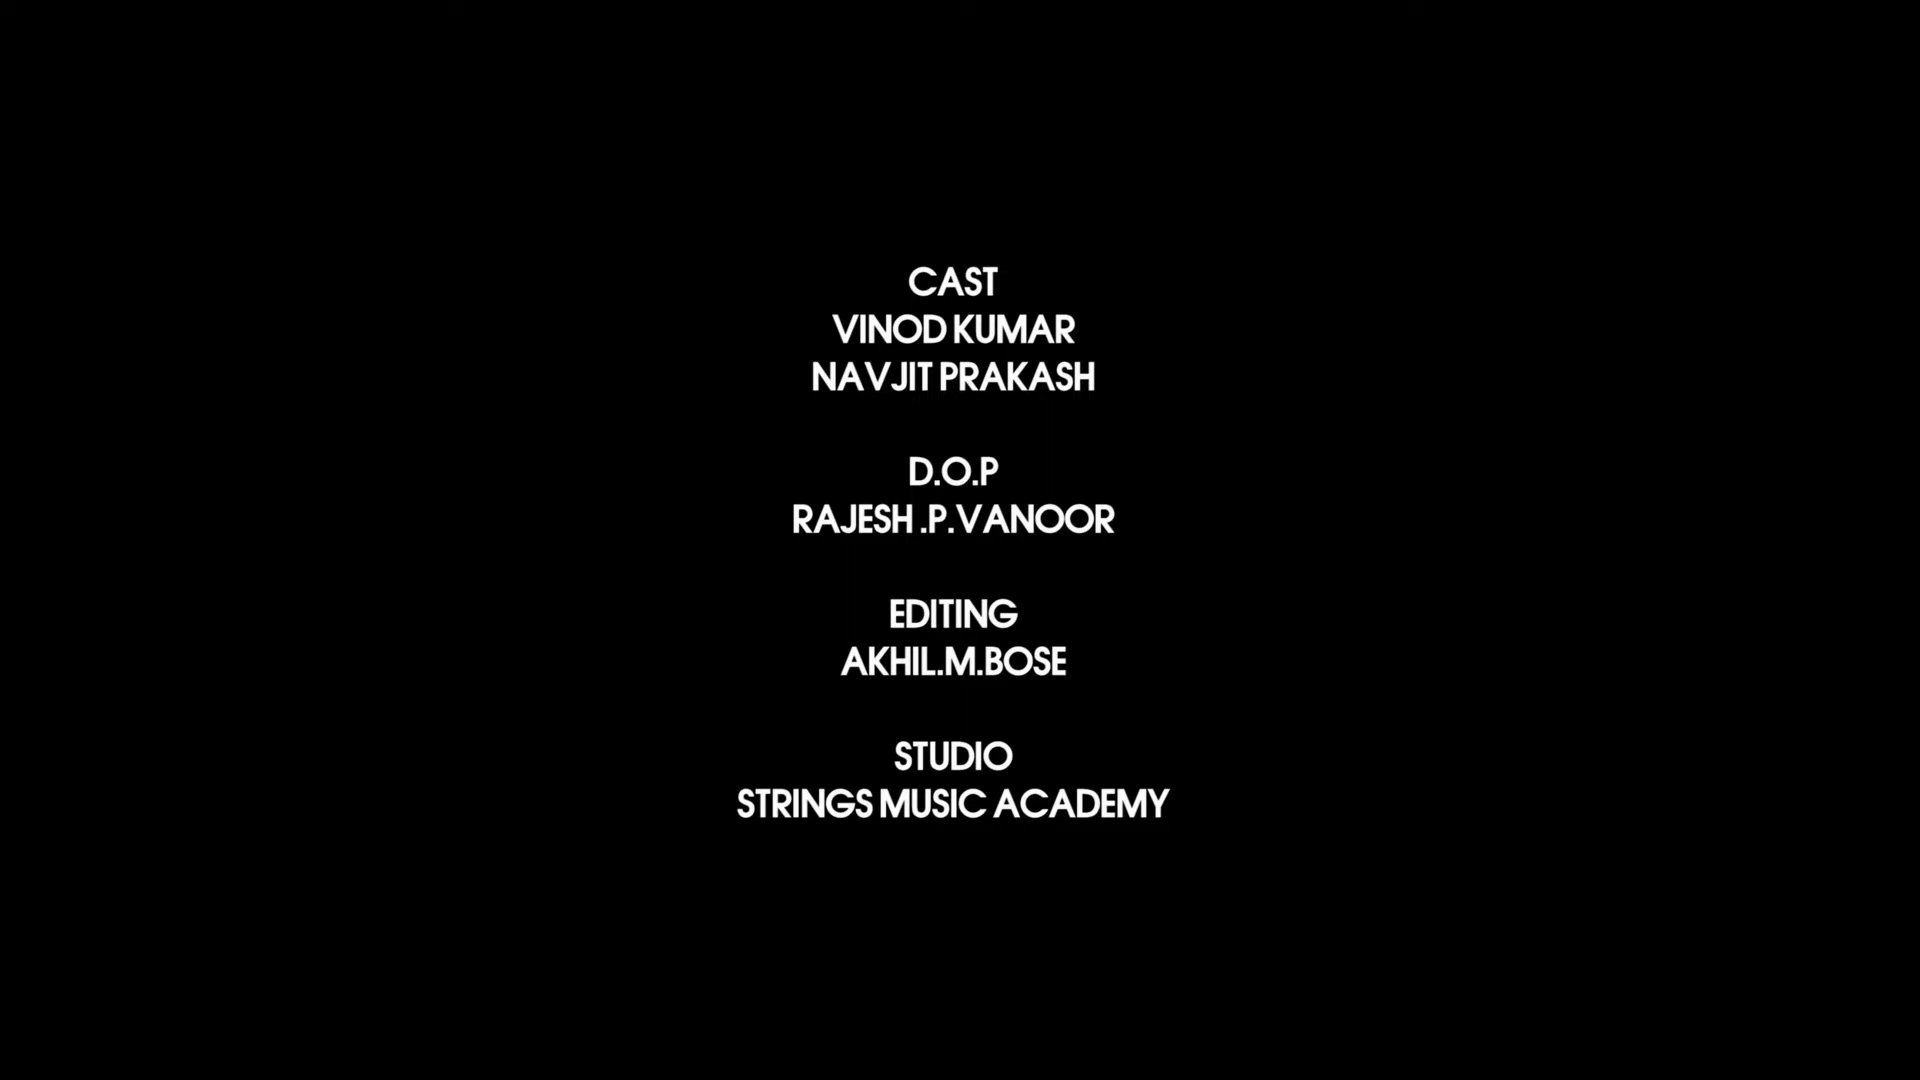 CAST
VINOD KUMAR
NAVJIT PRAKASH
D.O.P
RAJESH .P.VANOOR
EDITING
AKHIL.M.BOSE
STUDIO
STRINGS MUSIC ACADEMY